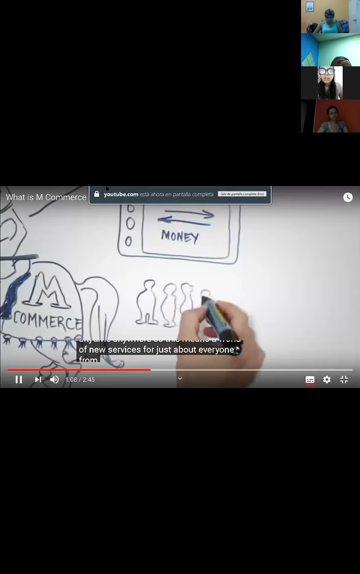 youtube.com está ahora en pantalla completa
What is M Commerce
MONEY
M
COMMERCE
of new services for just about everyone
from
1:08 / 2:45